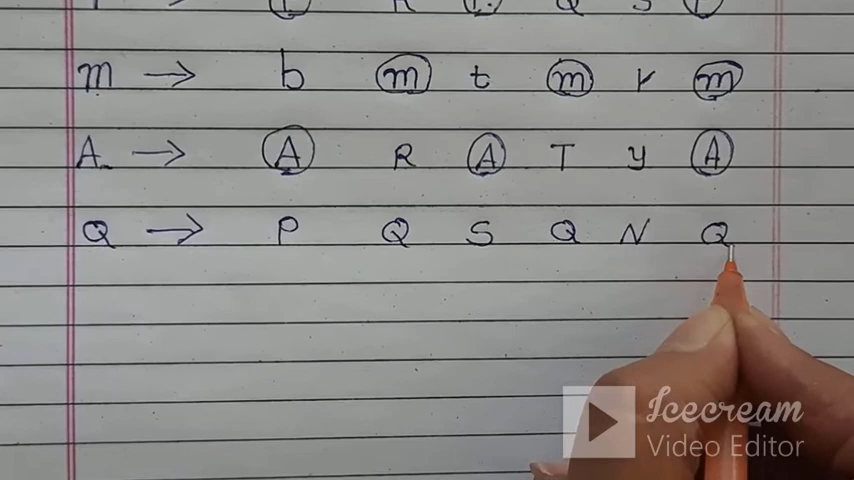 m → b m t m r m
A → A R A T y A
Q → P Q S Q N Q
Icecream
Video Editor